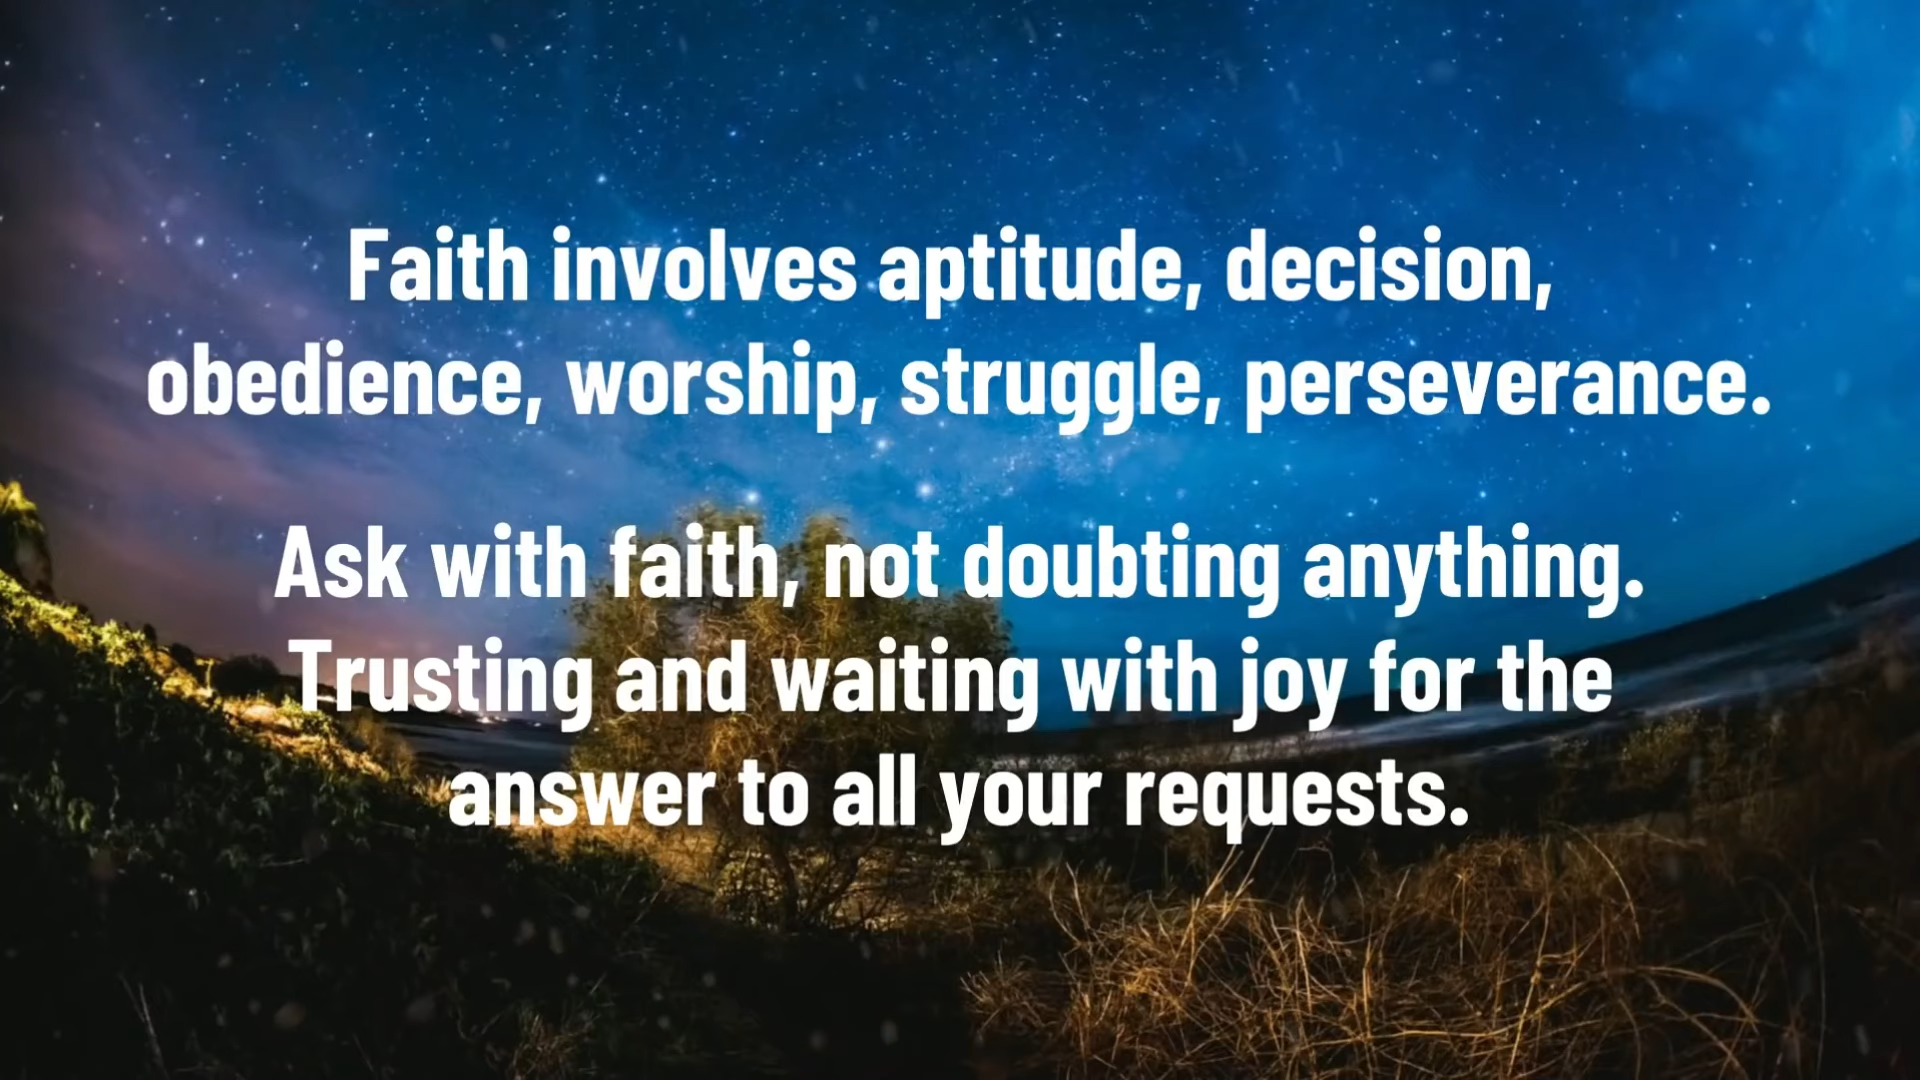 Faith involves aptitude, decision,
obedience, worship, struggle, perseverance.
Ask with faith, not doubting anything.
Trusting and waiting with joy for the
answer to all your requests.